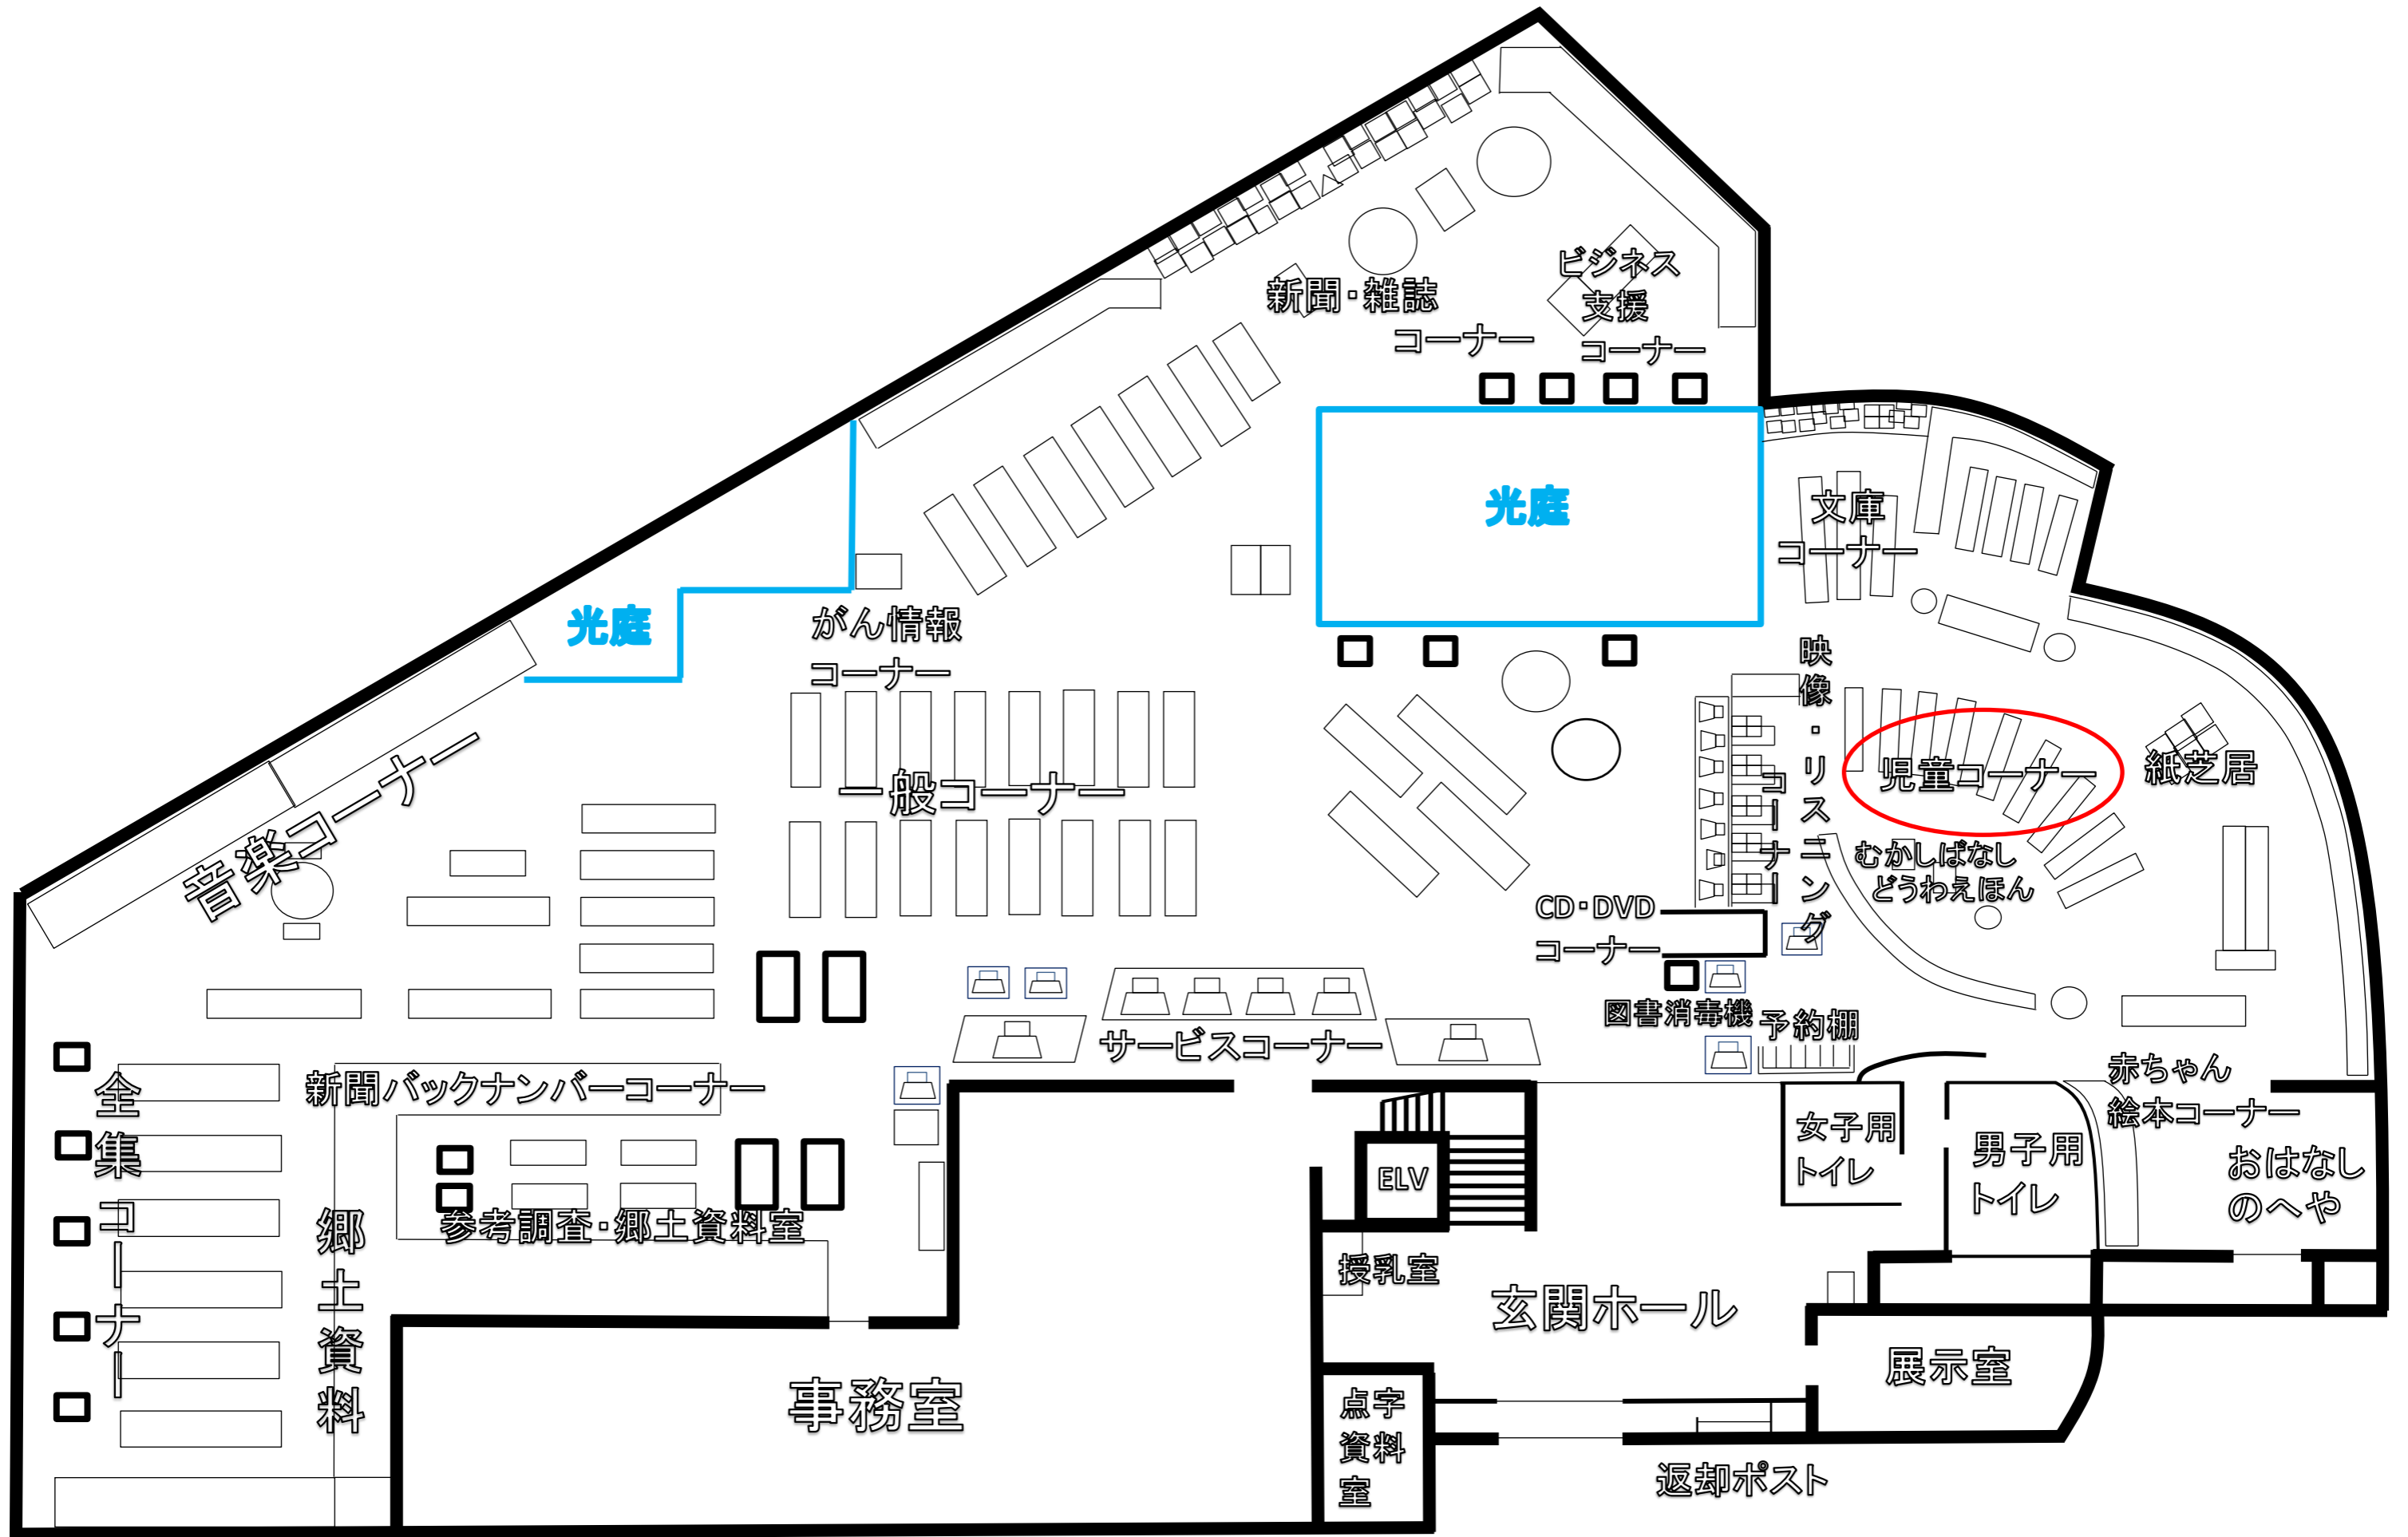 ビジネス
支援
コーナー
新聞・雑誌
コーナー
光庭
文庫
コーナー
光庭
がん情報
コーナー
映像・リスニング
コーナー
児童コーナー
紙芝居
音楽コーナー
一般コーナー
むかしばなし
どうわえほん
CD・DVD
コーナー
図書消毒機
予約棚
サービスコーナー
新聞バックナンバーコーナー
全集コーナー
赤ちゃん
絵本コーナー
女子用
トイレ
男子用
トイレ
おはなし
のへや
ELV
郷土資料
参考調査・郷土資料室
授乳室
玄関ホール
展示室
事務室
点字
資料
室
返却ポスト